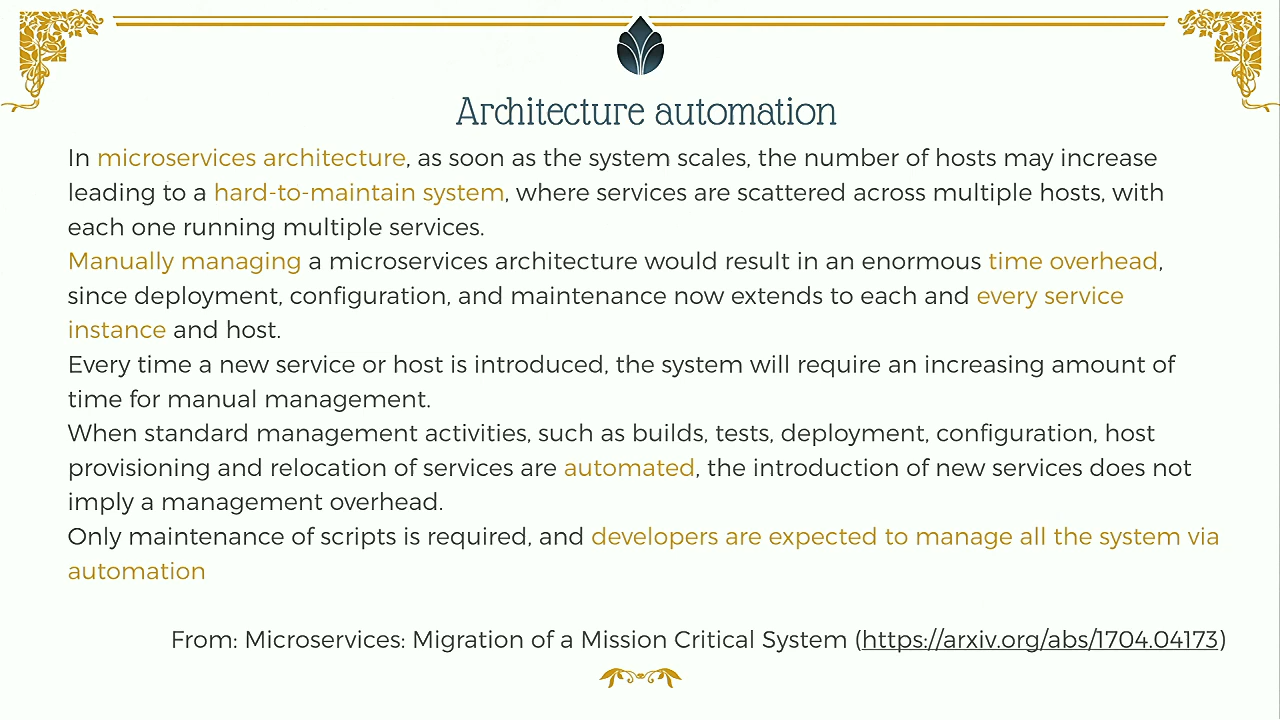 Architecture automation
In microservices architecture, as soon as the system scales, the number of hosts may increase
leading to a hard-to-maintain system, where services are scattered across multiple hosts, with
each one running multiple services.
Manually managing a microservices architecture would result in an enormous time overhead,
since deployment, configuration, and maintenance now extends to each and every service
instance and host.
Every time a new service or host is introduced, the system will require an increasing amount of
time for manual management.
When standard management activities, such as builds, tests, deployment, configuration, host
provisioning and relocation of services are automated, the introduction of new services does not
imply a management overhead.
Only maintenance of scripts is required, and developers are expected to manage all the system via
automation
From: Microservices: Migration of a Mission Critical System (https://arxiv.org/abs/1704.04173)